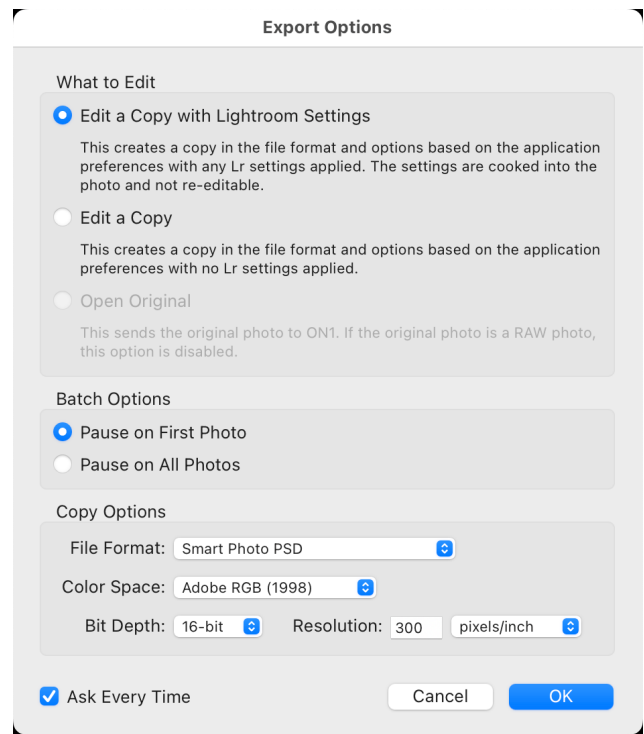 Export Options
What to Edit
Edit a Copy with Lightroom Settings
This creates a copy in the file format and options based on the application
preferences with any Lr settings applied. The settings are cooked into the
photo and not re-editable.
Edit a Copy
This creates a copy in the file format and options based on the application
preferences with no Lr settings applied.
Open Original
This sends the original photo to ON1. If the original photo is a RAW photo,
this option is disabled.
Batch Options
Pause on First Photo
Pause on All Photos
Copy Options
File Format: Smart Photo PSD
Color Space: Adobe RGB (1998)
Bit Depth: 16-bit Resolution: 300 pixels/inch
Ask Every Time Cancel OK